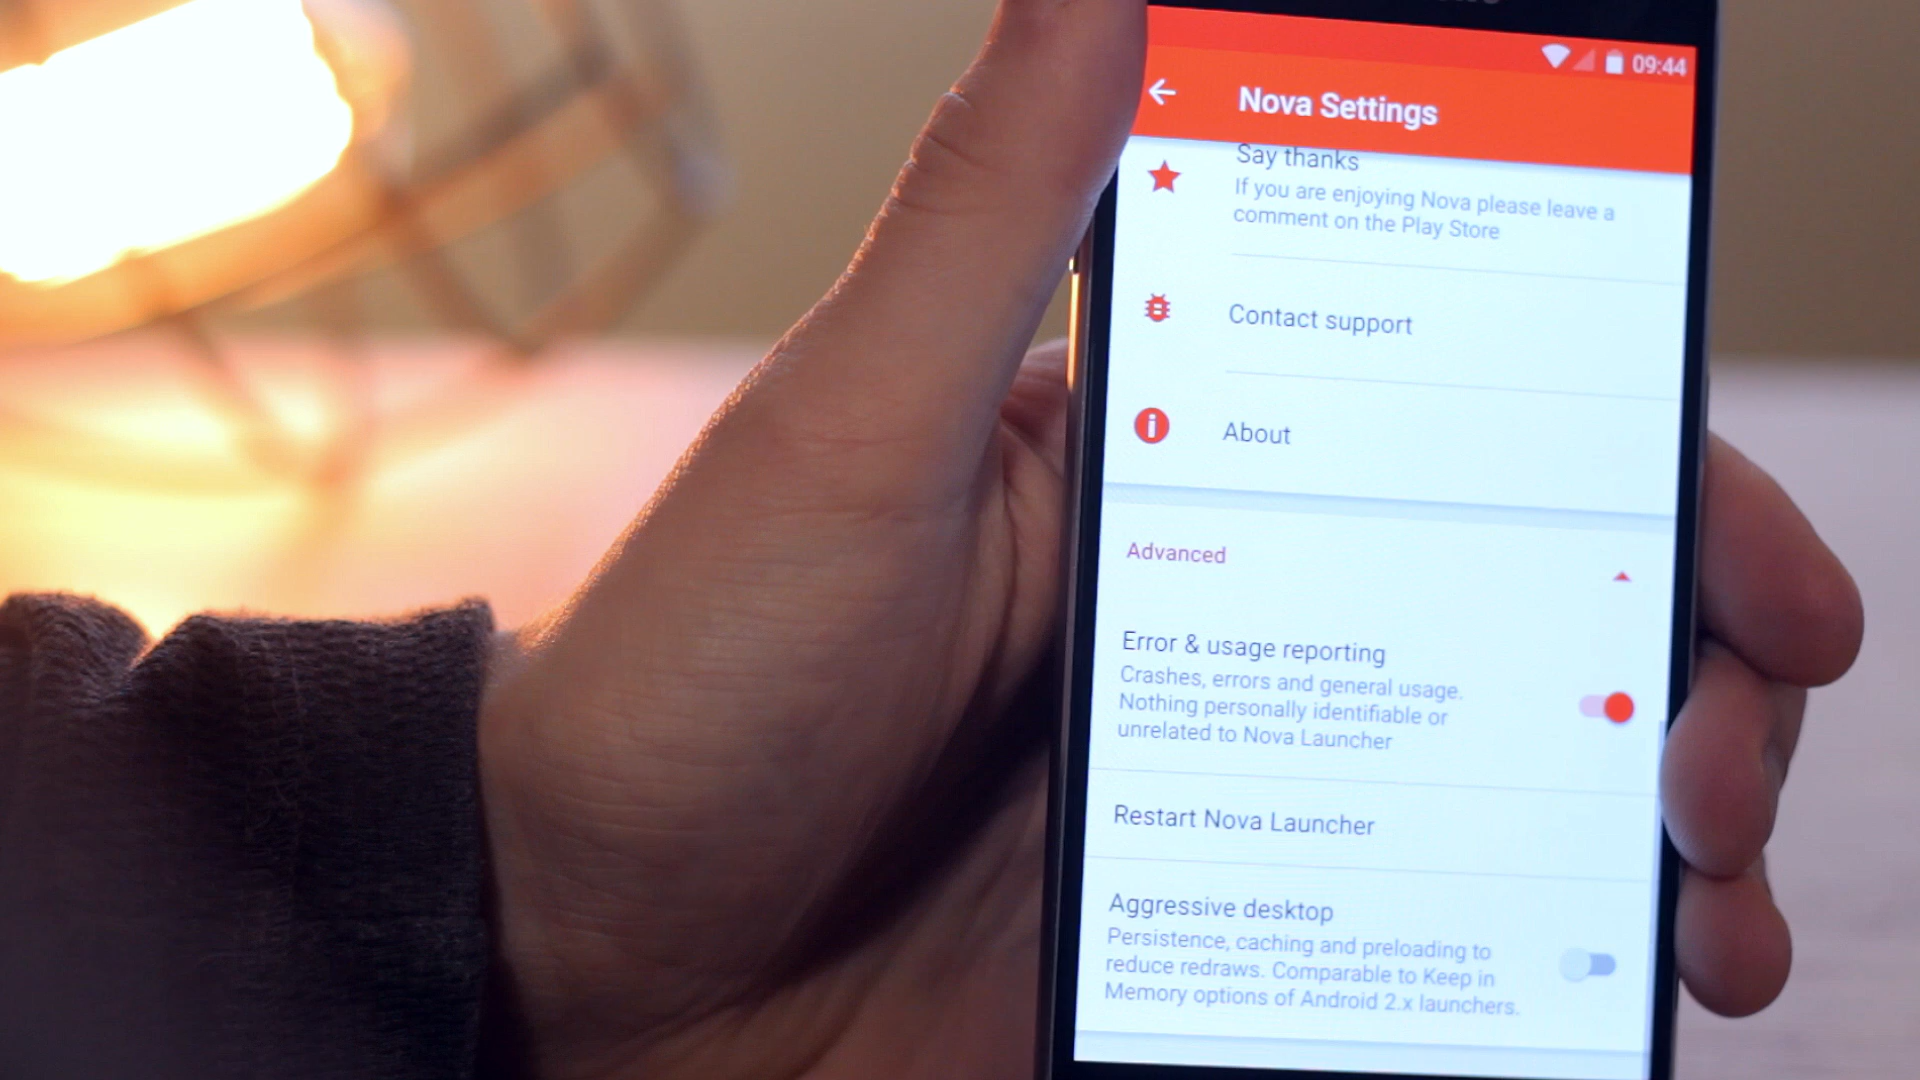 09:44
Nova Settings
Say thanks
If you are enjoying Nova please leave a
comment on the Play Store
Contact support
About
Advanced
Error & usage reporting
Crashes, errors and general usage.
Nothing personally identifiable or
unrelated to Nova Launcher
Restart Nova Launcher
Aggressive desktop
Persistence, caching and preloading to
reduce redraws. Comparable to Keep in
Memory options of Android 2.x launchers.